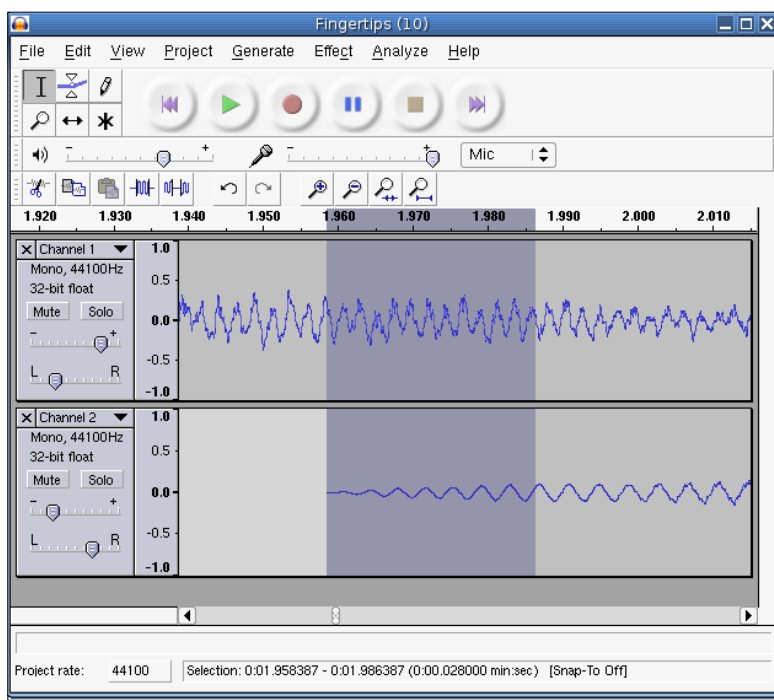 Fingertips (10)
File Edit View Project Generate Effect Analyze Help
- + - + Mic
1.920 1.930 1.940 1.950 1.960 1.970 1.980 1.990 2.000 2.010
Channel 1
Mono, 44100Hz
32-bit float
Mute Solo
- +
L R
1.0
0.5
0.0
-0.5
-1.0
Channel 2
Mono, 44100Hz
32-bit float
Mute Solo
- +
L R
1.0
0.5
0.0
-0.5
-1.0
Project rate: 44100 Selection: 0:01.958387 - 0:01.986387 (0:00.028000 min:sec) [Snap-To Off]